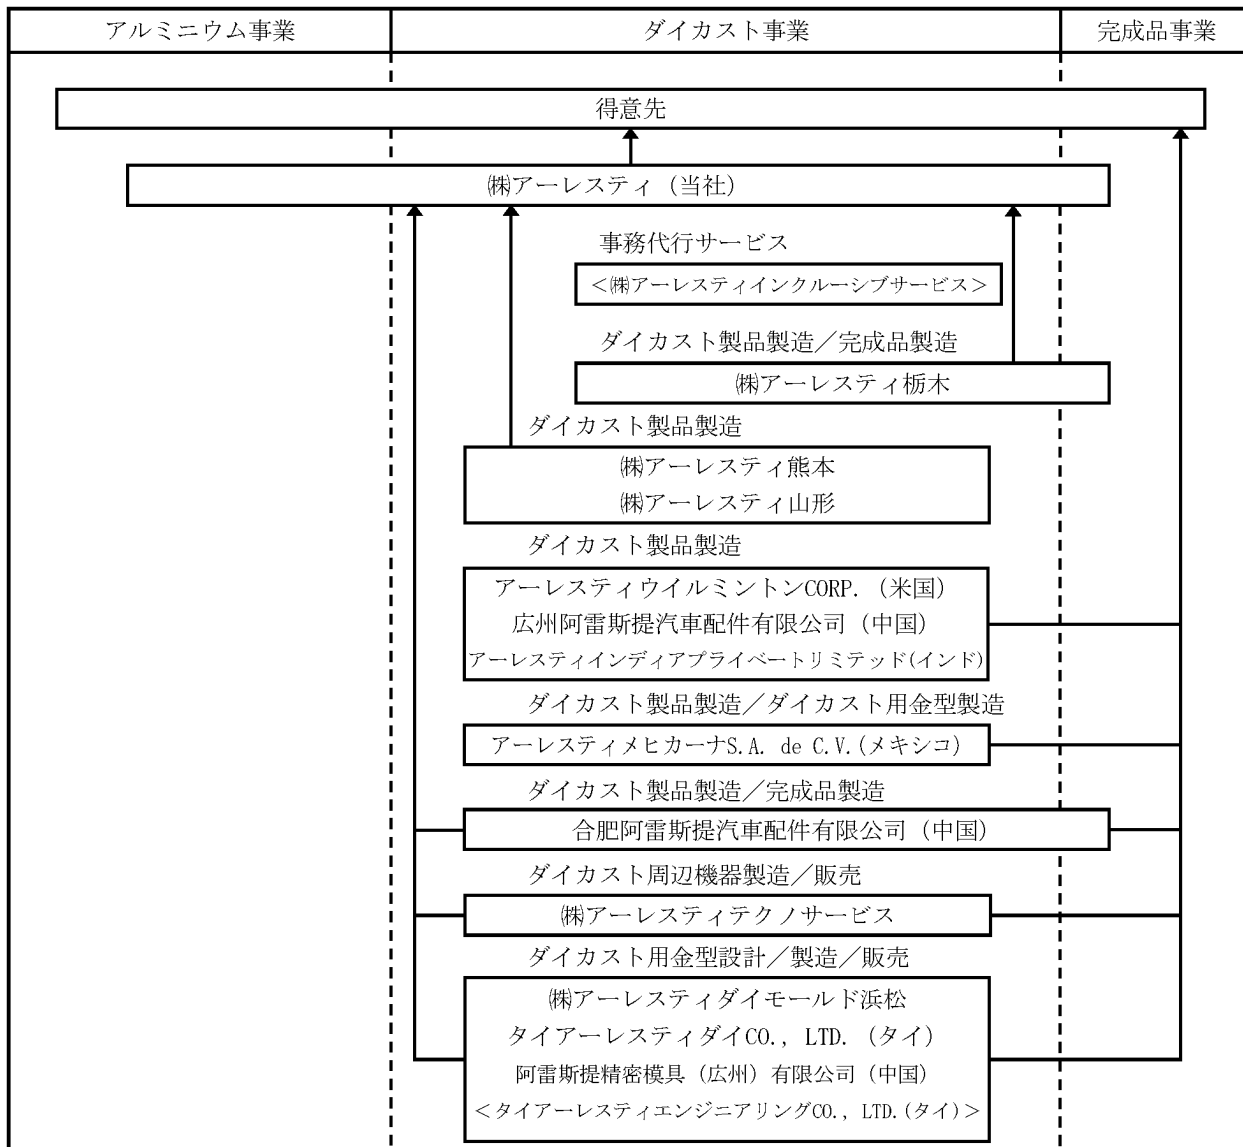 アルミニウム事業
ダイカスト事業
完成品事業
得意先
㈱アーレスティ（当社）
事務代行サービス
＜㈱アーレスティインクルーシブサービス＞
ダイカスト製品製造／完成品製造
㈱アーレスティ栃木
ダイカスト製品製造
㈱アーレスティ熊本
㈱アーレスティ山形
ダイカスト製品製造
アーレスティウイルミントンCORP.（米国）
広州阿雷斯提汽車配件有限公司（中国）
アーレスティインディアプライベートリミテッド(インド)
ダイカスト製品製造／ダイカスト用金型製造
アーレスティメヒカーナS.A. de C.V.(メキシコ)
ダイカスト製品製造／完成品製造
合肥阿雷斯提汽車配件有限公司（中国）
ダイカスト周辺機器製造／販売
㈱アーレスティテクノサービス
ダイカスト用金型設計／製造／販売
㈱アーレスティダイモールド浜松
タイアーレスティダイCO., LTD.（タイ）
阿雷斯提精密模具（広州）有限公司（中国）
＜タイアーレスティエンジニアリングCO., LTD.(タイ)＞